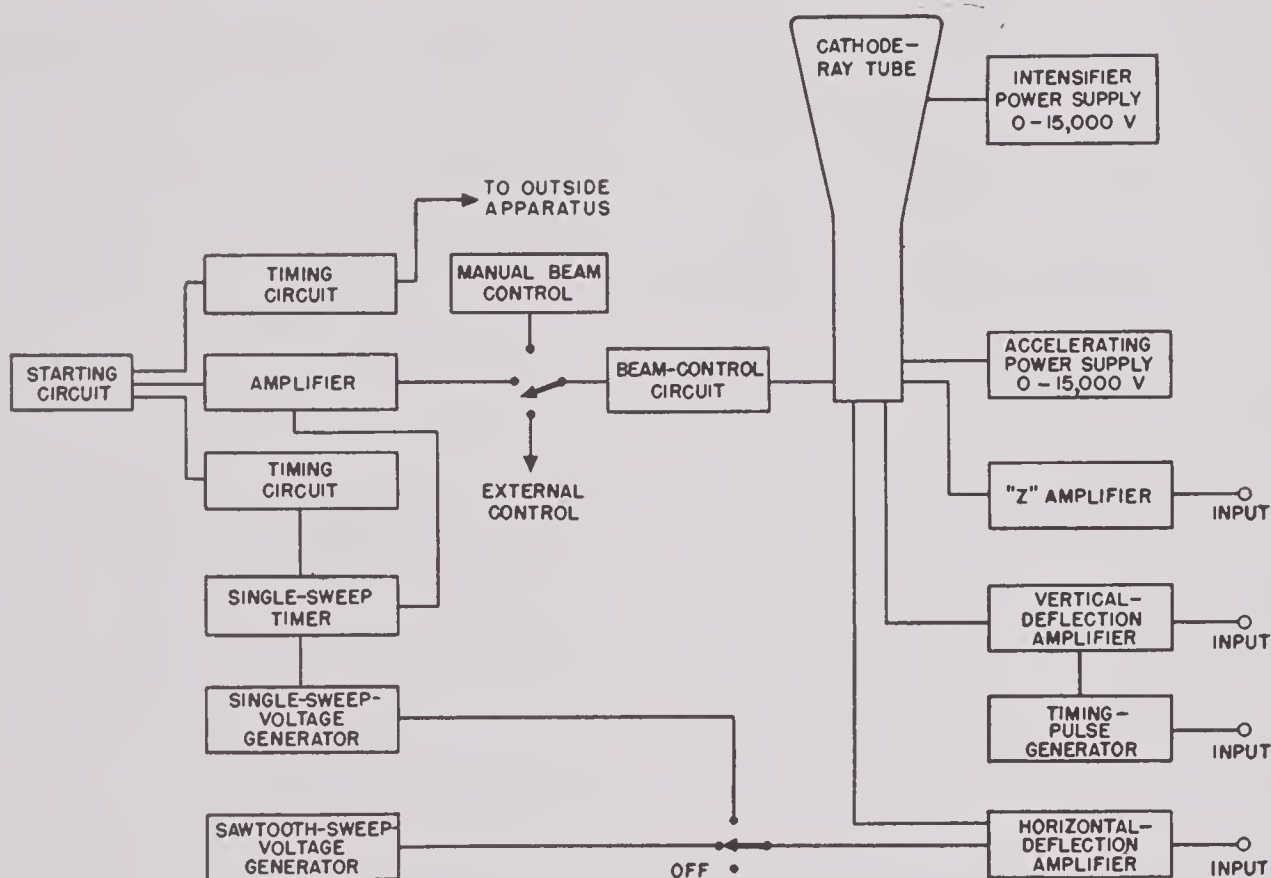 CATHODE-
RAY TUBE
INTENSIFIER
POWER SUPPLY
0-15,000 V
TO OUTSIDE
APPARATUS
TIMING
CIRCUIT
MANUAL BEAM
CONTROL
STARTING
CIRCUIT
AMPLIFIER
BEAM-CONTROL
CIRCUIT
ACCELERATING
POWER SUPPLY
0-15,000 V
TIMING
CIRCUIT
EXTERNAL
CONTROL
"Z" AMPLIFIER
INPUT
SINGLE-SWEEP
TIMER
VERTICAL-
DEFLECTION
AMPLIFIER
INPUT
SINGLE-SWEEP-
VOLTAGE
GENERATOR
TIMING-
PULSE
GENERATOR
INPUT
SAWTOOTH-SWEEP-
VOLTAGE
GENERATOR
OFF
HORIZONTAL-
DEFLECTION
AMPLIFIER
INPUT